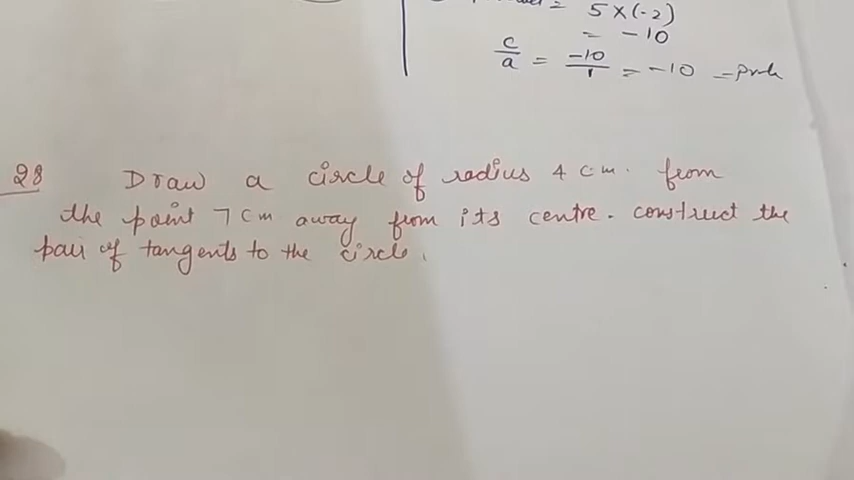 = 5 × (-2)
= -10
c/a = -10/1 = -10
28 Draw a circle of radius 4 cm. from
the point 7 cm away from its centre. construct the
pair of tangents to the circle.